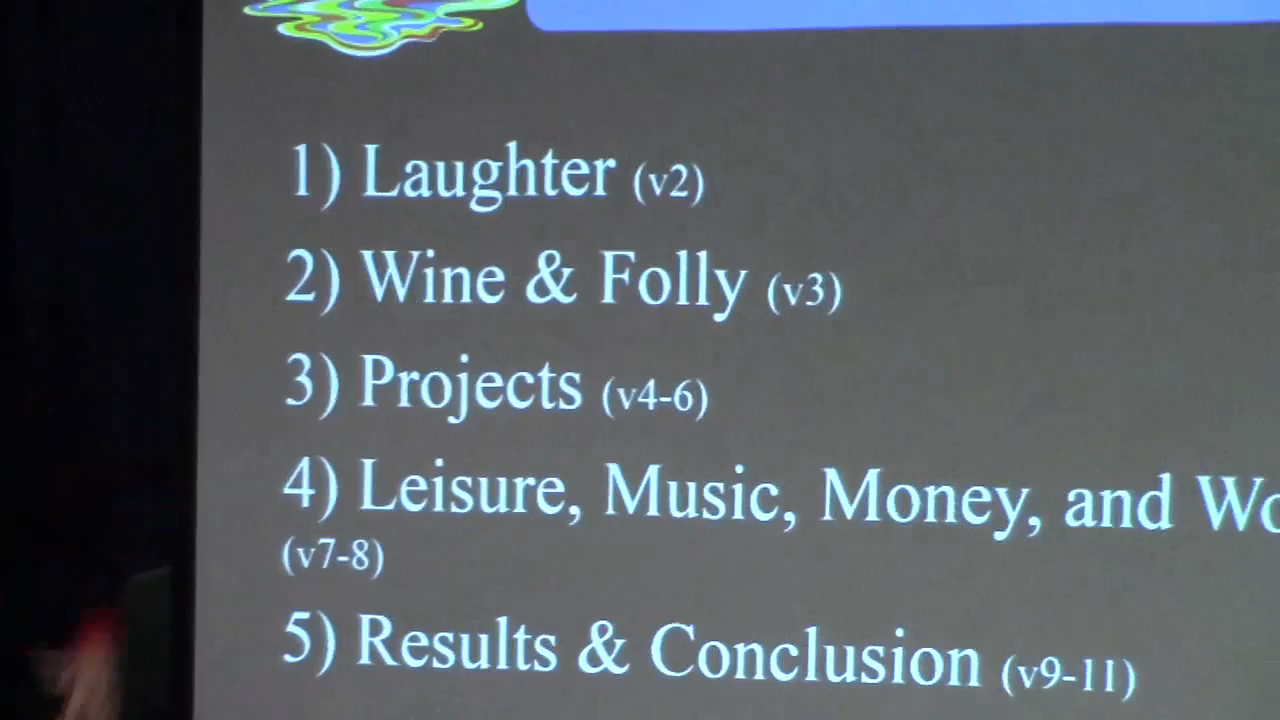 1) Laughter (v2)
2) Wine & Folly (v3)
3) Projects (v4-6)
4) Leisure, Music, Money, and
(v7-8)
5) Results & Conclusion (v9-11)